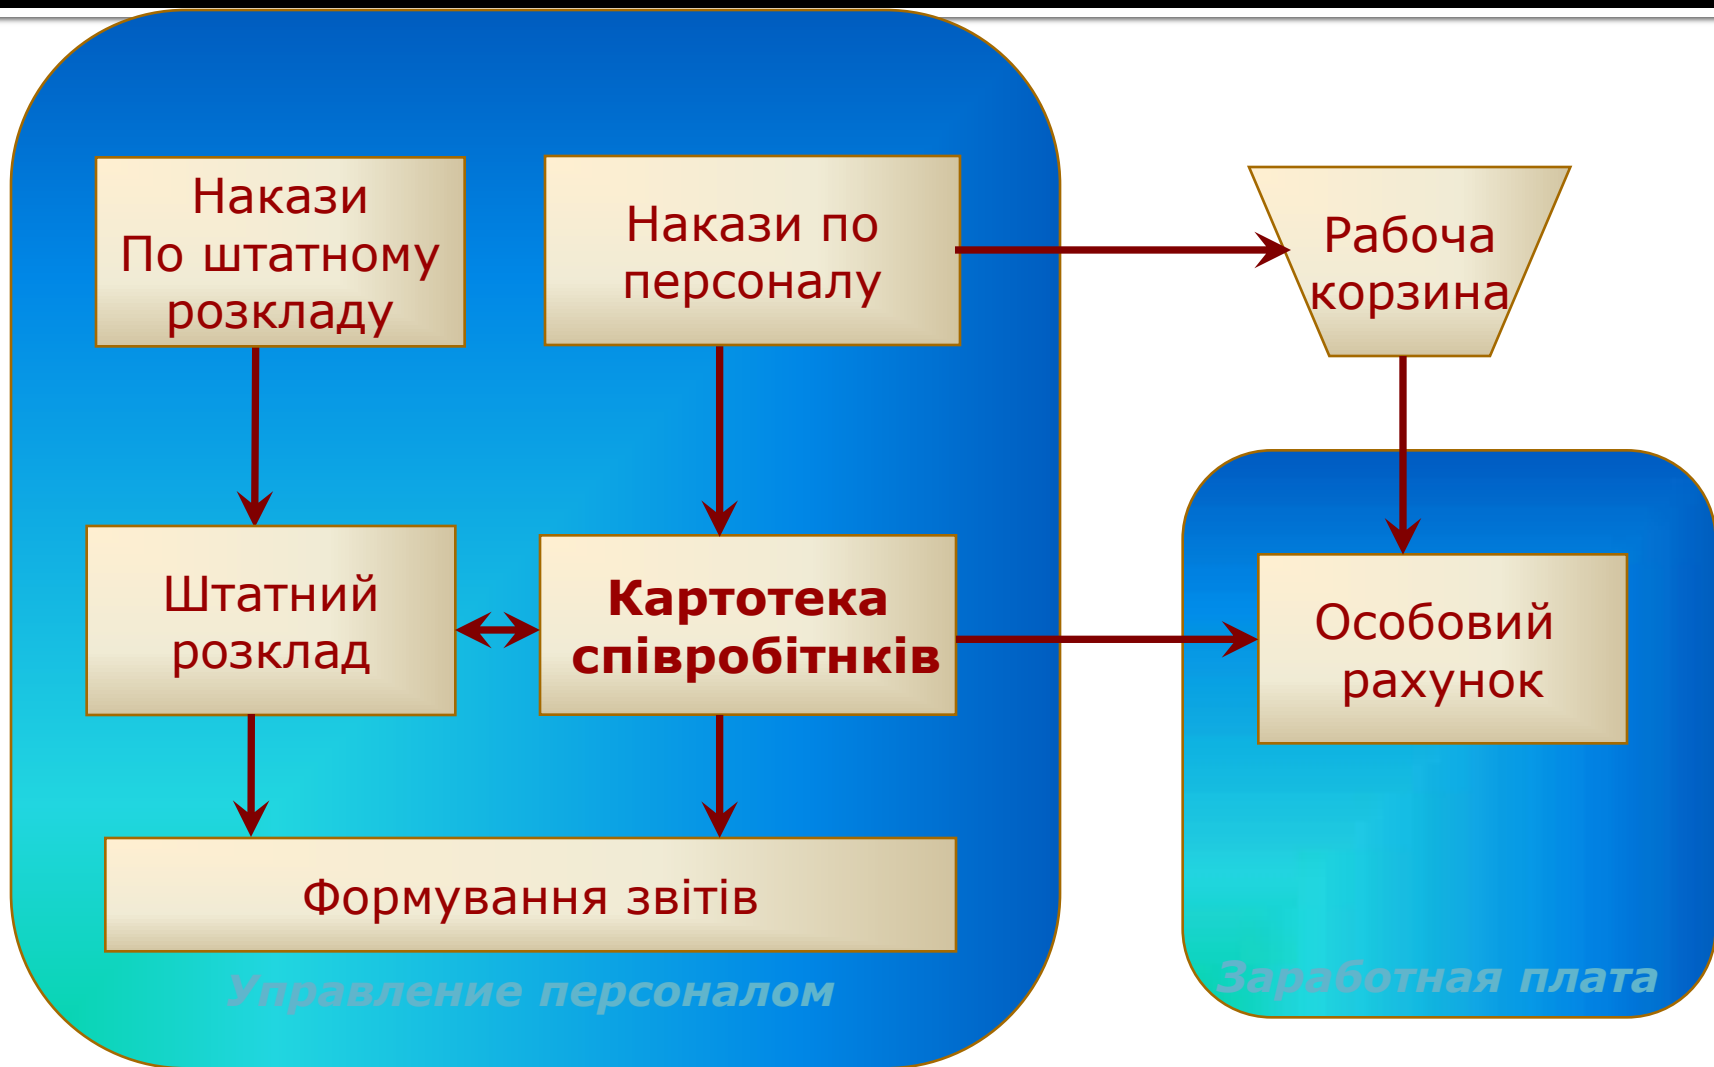 Накази
По штатному
розкладу
Накази по
персоналу
Рабоча
корзина
Штатний
розклад
Картотека
співробітнків
Особовий
рахунок
Формування звітів
Управление персоналом
Заработная плата